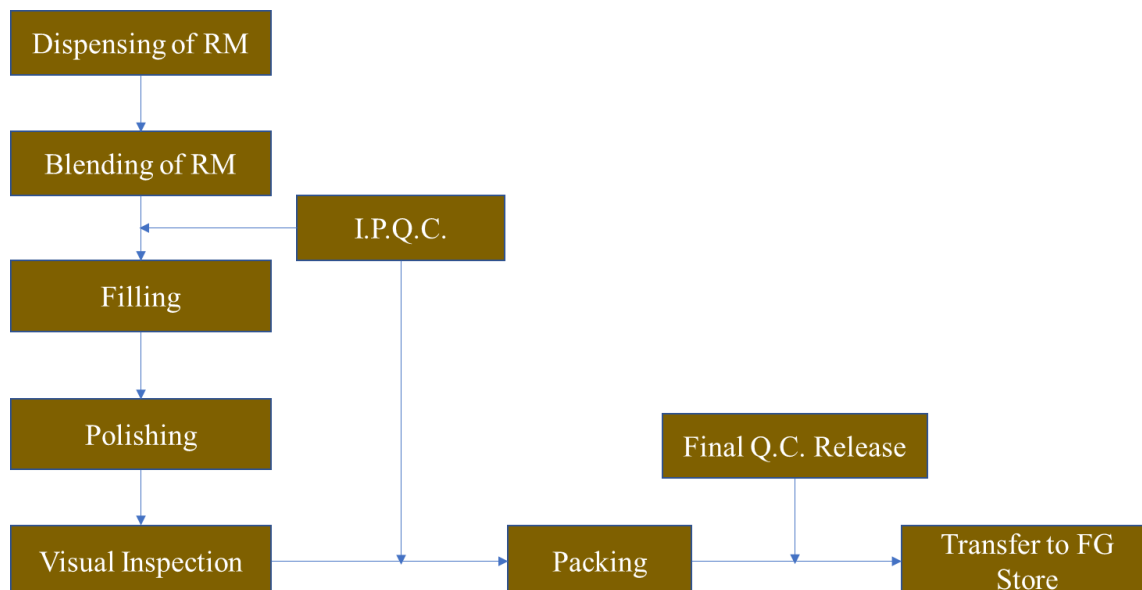 Dispensing of RM
Blending of RM
I.P.Q.C.
Filling
Polishing
Final Q.C. Release
Visual Inspection
Packing
Transfer to FG
Store